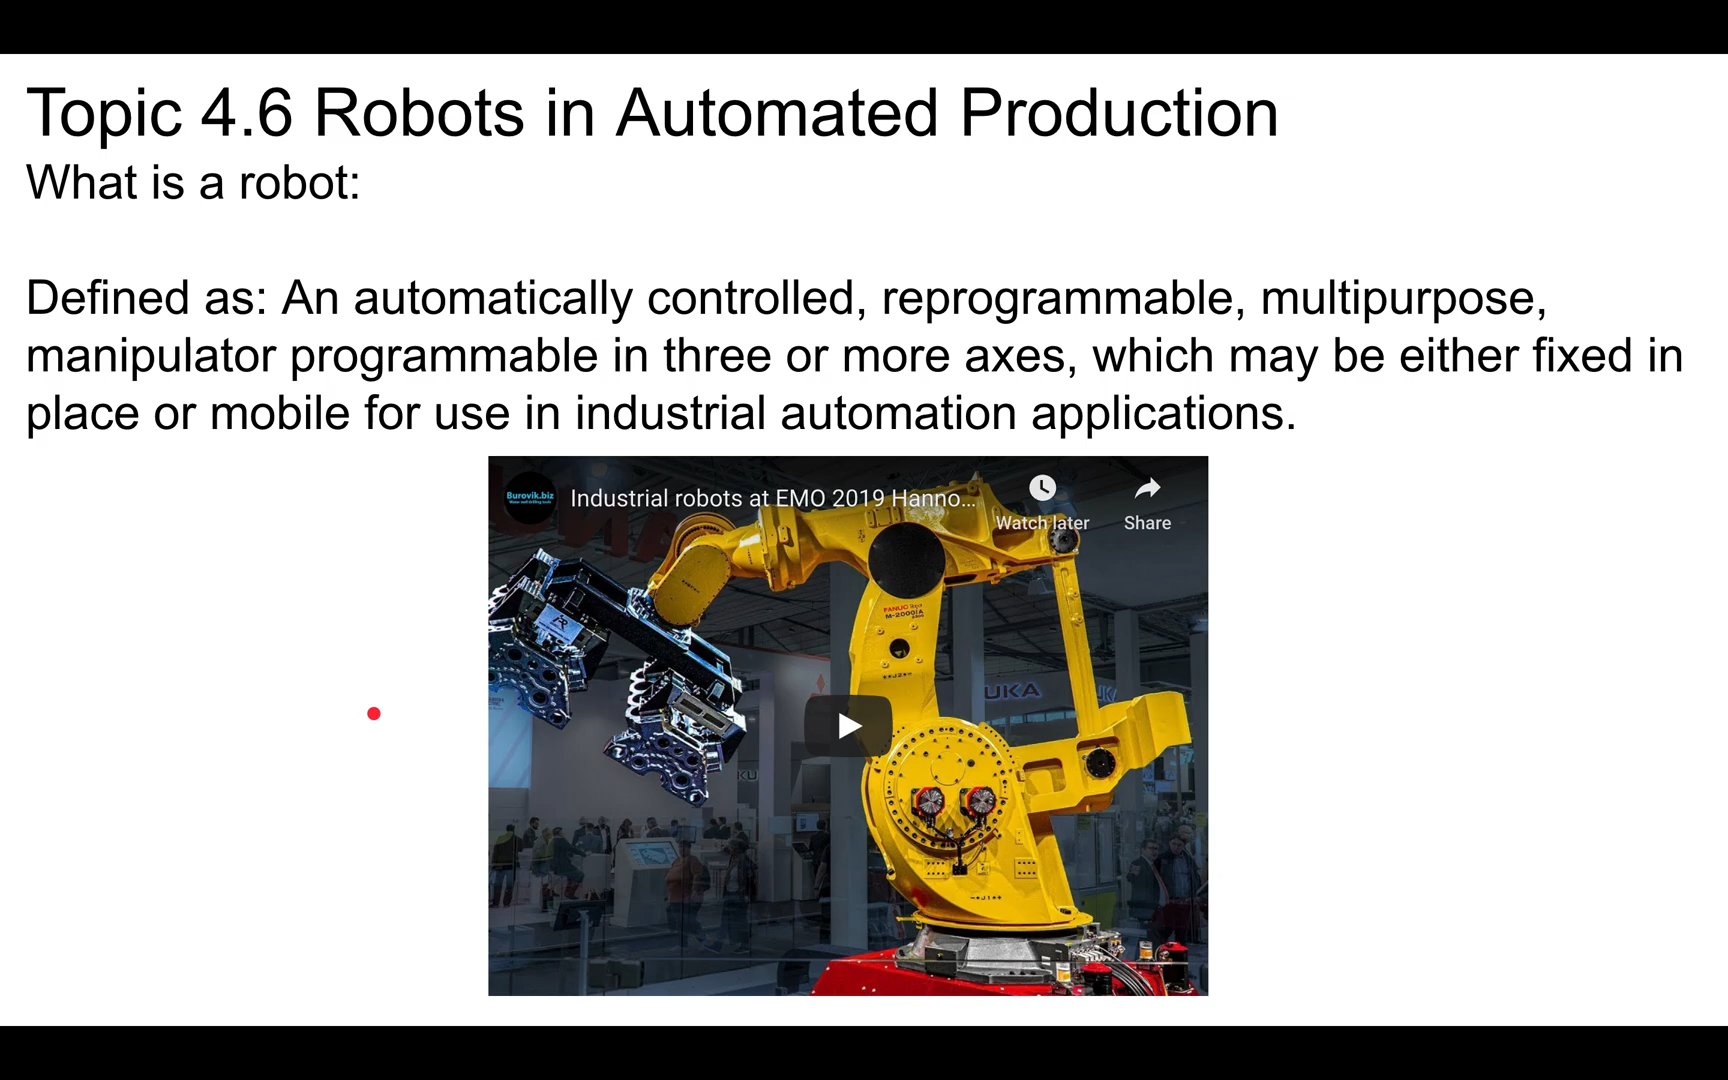 Topic 4.6 Robots in Automated Production
What is a robot:
Defined as: An automatically controlled, reprogrammable, multipurpose,
manipulator programmable in three or more axes, which may be either fixed in
place or mobile for use in industrial automation applications.
Burovik.biz
Industrial robots at EMO 2019 Hanno...
Watch later
Share
FANUC Robot
M-2000iA
UKA
KU